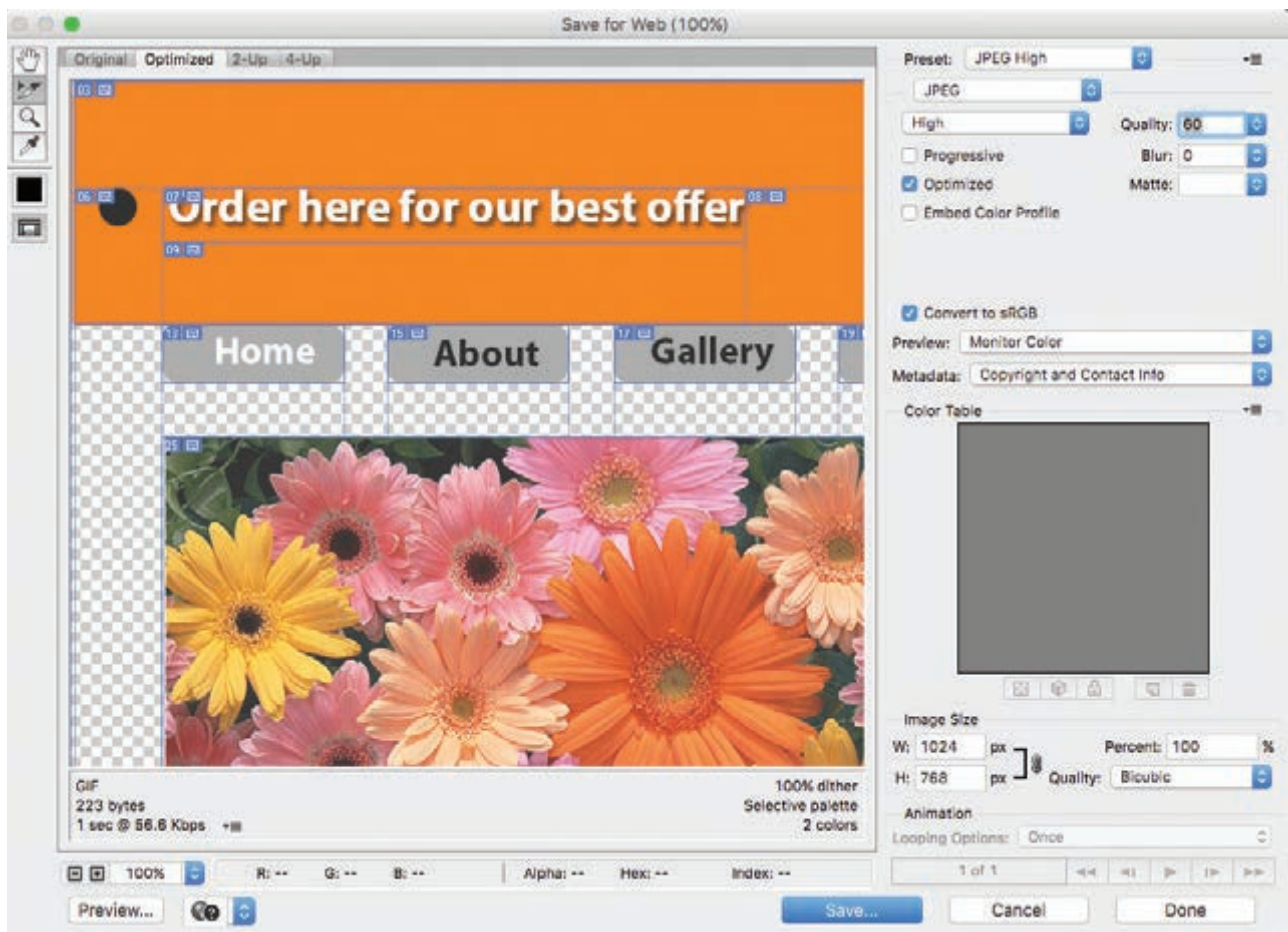 Save for Web (100%)
Original Optimized 2-Up 4-Up
03
06 07 Order here for our best offer 08
09
13 Home 15 About 17 Gallery 19
05
GIF 100% dither
223 bytes Selective palette
1 sec @ 56.6 Kbps 2 colors
100% R: -- G: -- B: -- Alpha: -- Hex: -- Index: --
Preview... Save... Cancel Done
Preset: JPEG High
JPEG
High Quality: 60
Progressive Blur: 0
Optimized Matte:
Embed Color Profile
Convert to sRGB
Preview: Monitor Color
Metadata: Copyright and Contact Info
Color Table
Image Size
W: 1024 px Percent: 100 %
H: 768 px Quality: Bicubic
Animation
Looping Options: Once
1 of 1